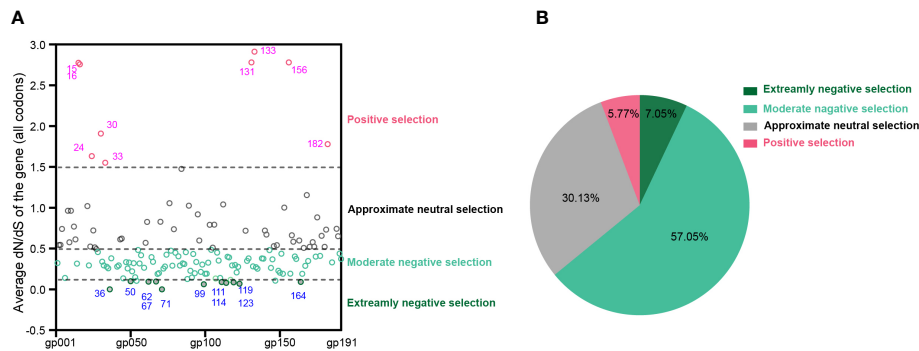 A
Average dN/dS of the gene (all codons)
3.0
2.5
2.0
1.5
1.0
0.5
0.0
-0.5
gp001
gp050
gp100
gp150
gp191
15
16
30
24
33
133
131
156
182
36
50
62
67
71
99
111
114
119
123
164
Positive selection
Approximate neutral selection
Moderate negative selection
Extreamly negative selection
B
5.77%
7.05%
30.13%
57.05%
Extreamly negative selection
Moderate nagative selection
Approximate neutral selection
Positive selection